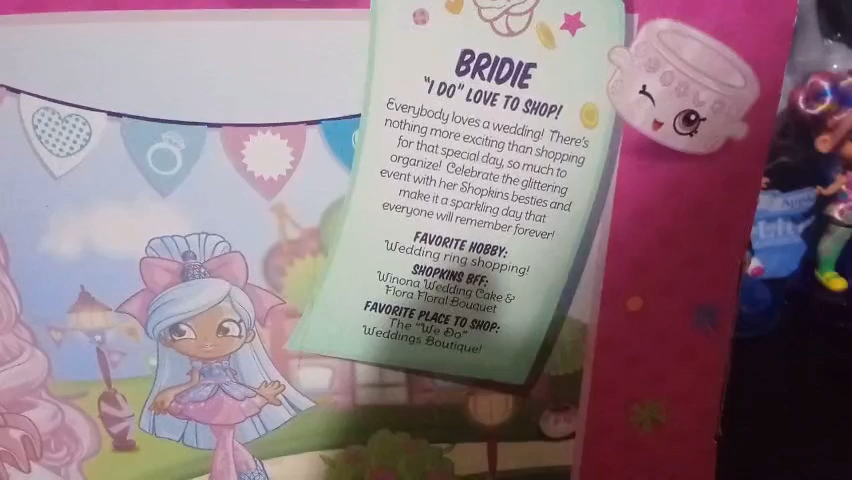 BRIDIE
"I DO" LOVE TO SHOP!
Everybody loves a wedding! There's
nothing more exciting than shopping
for that special day, so much to
organize! Celebrate the glittering
event with her Shopkins besties and
make it a sparkling day that
everyone will remember forever!
FAVORITE HOBBY:
Wedding ring shopping!
SHOPKINS BFF:
Winona Wedding Cake &
Flora Floral Bouquet
FAVORITE PLACE TO SHOP:
The "We Do"
Weddings Boutique!